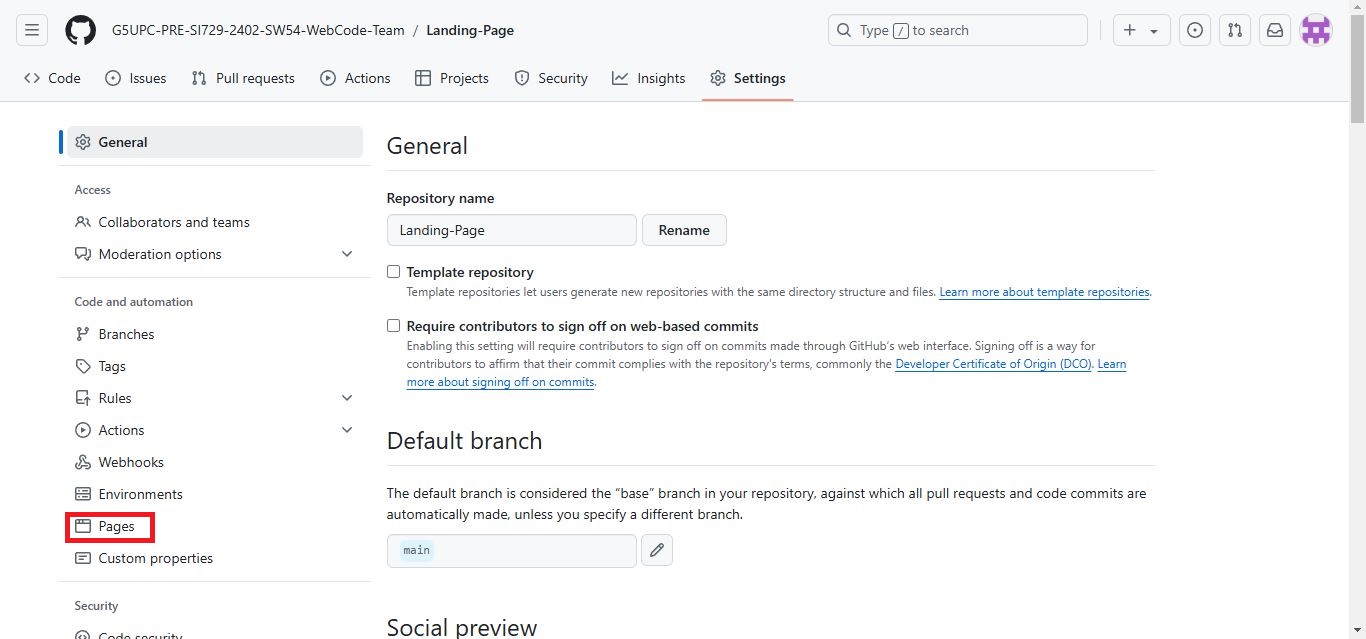 G5UPC-PRE-SI729-2402-SW54-WebCode-Team / Landing-Page
Type / to search
Code Issues Pull requests Actions Projects Security Insights Settings
General
Access
Collaborators and teams
Moderation options
Code and automation
Branches
Tags
Rules
Actions
Webhooks
Environments
Pages
Custom properties
Security
Code security
General
Repository name
Landing-Page Rename
Template repository
Template repositories let users generate new repositories with the same directory structure and files. Learn more about template repositories.
Require contributors to sign off on web-based commits
Enabling this setting will require contributors to sign off on commits made through GitHub's web interface. Signing off is a way for
contributors to affirm that their commit complies with the repository's terms, commonly the Developer Certificate of Origin (DCO). Learn
more about signing off on commits.
Default branch
The default branch is considered the “base” branch in your repository, against which all pull requests and code commits are
automatically made, unless you specify a different branch.
main
Social preview